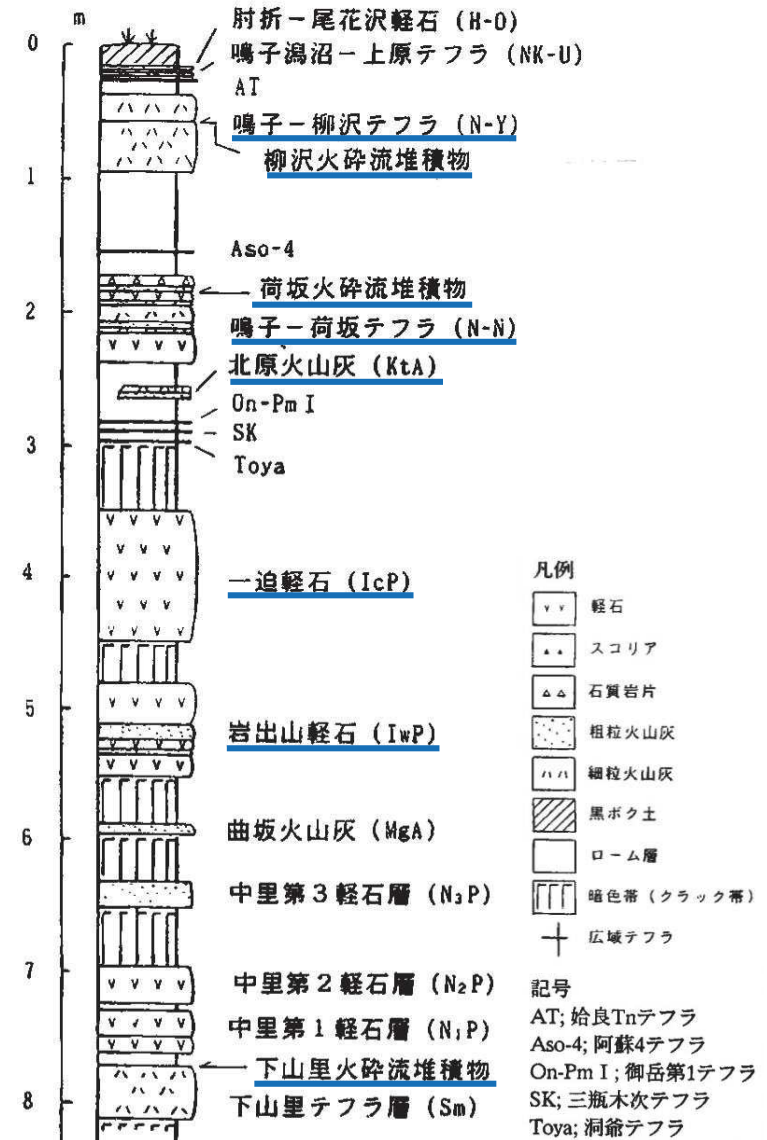 m
肘折－尾花沢軽石 (H-O)
0
鳴子潟沼－上原テフラ (NK-U)
AT
鳴子－柳沢テフラ (N-Y)
柳沢火砕流堆積物
1
Aso-4
荷坂火砕流堆積物
2
鳴子－荷坂テフラ (N-N)
北原火山灰 (KtA)
On-Pm I
SK
3
Toya
4
一迫軽石 (IcP)
5
岩出山軽石 (IwP)
曲坂火山灰 (MgA)
6
中里第3軽石層 (N₃P)
7
中里第2軽石層 (N₂P)
中里第1軽石層 (N₁P)
下山里火砕流堆積物
8
下山里テフラ層 (Sm)
凡例
軽石
スコリア
石質岩片
粗粒火山灰
細粒火山灰
黒ボク土
ローム層
暗色帯 (クラック帯)
広域テフラ
記号
AT; 姶良Tnテフラ
Aso-4; 阿蘇4テフラ
On-Pm I ; 御岳第1テフラ
SK; 三瓶木次テフラ
Toya; 洞爺テフラ